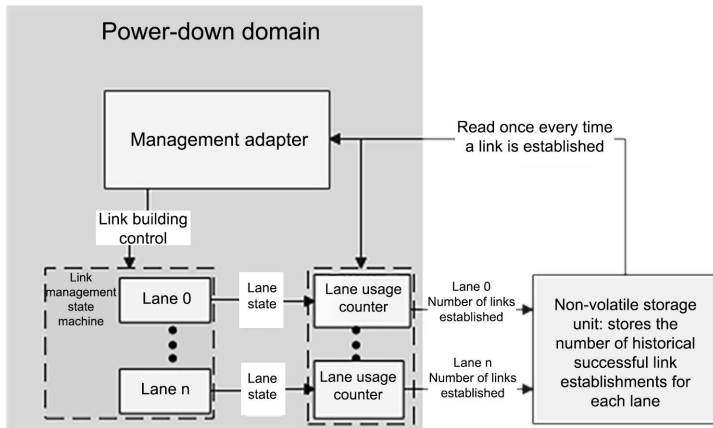 Power-down domain
Management adapter
Read once every time
a link is established
Link building
control
Link
management
state
machine
Lane 0
Lane
state
Lane usage
counter
Lane 0
Number of links
established
Non-volatile storage
unit: stores the
number of historical
successful link
establishments for
each lane
Lane n
Lane
state
Lane usage
counter
Lane n
Number of links
established